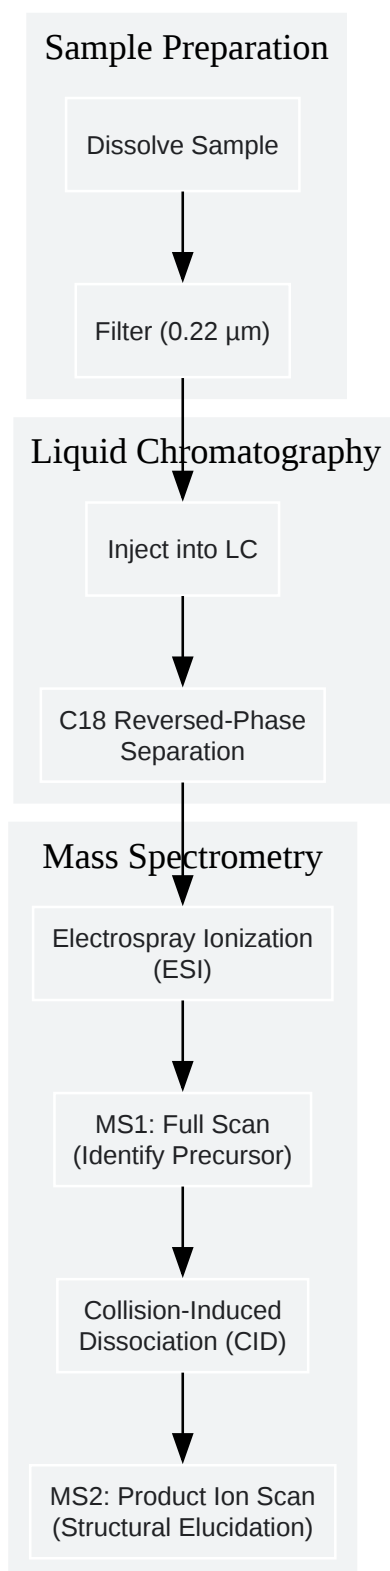 Sample Preparation
Dissolve Sample
Filter (0.22 µm)
Liquid Chromatography
Inject into LC
C18 Reversed-Phase
Separation
Mass Spectrometry
Electrospray Ionization
(ESI)
MS1: Full Scan
(Identify Precursor)
Collision-Induced
Dissociation (CID)
MS2: Product Ion Scan
(Structural Elucidation)